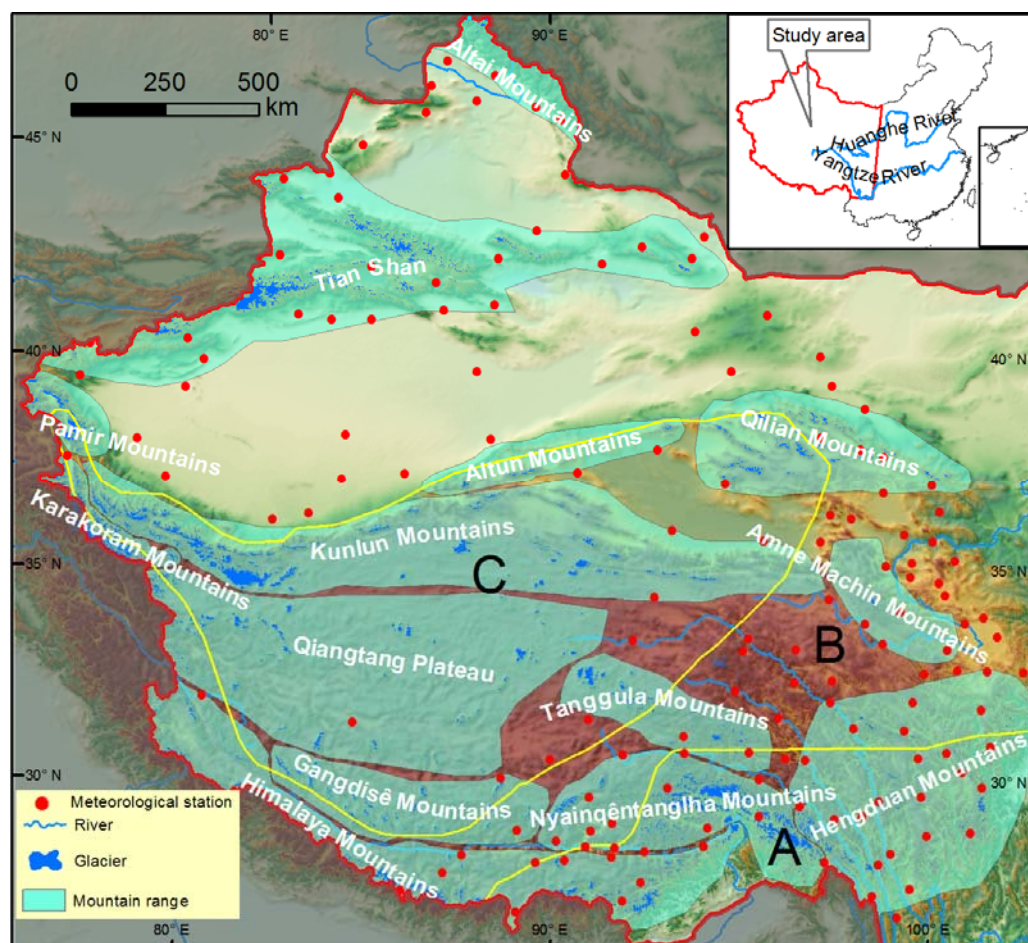 80° E
90° E
0
250
500
km
Altai Mountains
Study area
Huanghe River
Yangtze River
45° N
Tian Shan
40° N
40° N
Pamir Mountains
Altun Mountains
Qilian Mountains
Karakoram Mountains
Kunlun Mountains
Amne Machin Mountains
35° N
35° N
C
B
Qiangtang Plateau
Tanggula Mountains
30° N
30° N
Gangdisê Mountains
Himalaya Mountains
Nyainqêntanglha Mountains
Hengduan Mountains
A
Meteorological station
River
Glacier
Mountain range
80° E
90° E
100° E